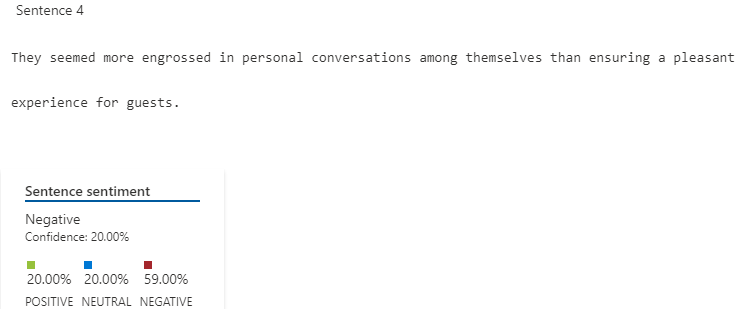 Sentence 4
They seemed more engrossed in personal conversations among themselves than ensuring a pleasant
experience for guests.
Sentence sentiment
Negative
Confidence: 20.00%
20.00% 20.00% 59.00%
POSITIVE NEUTRAL NEGATIVE